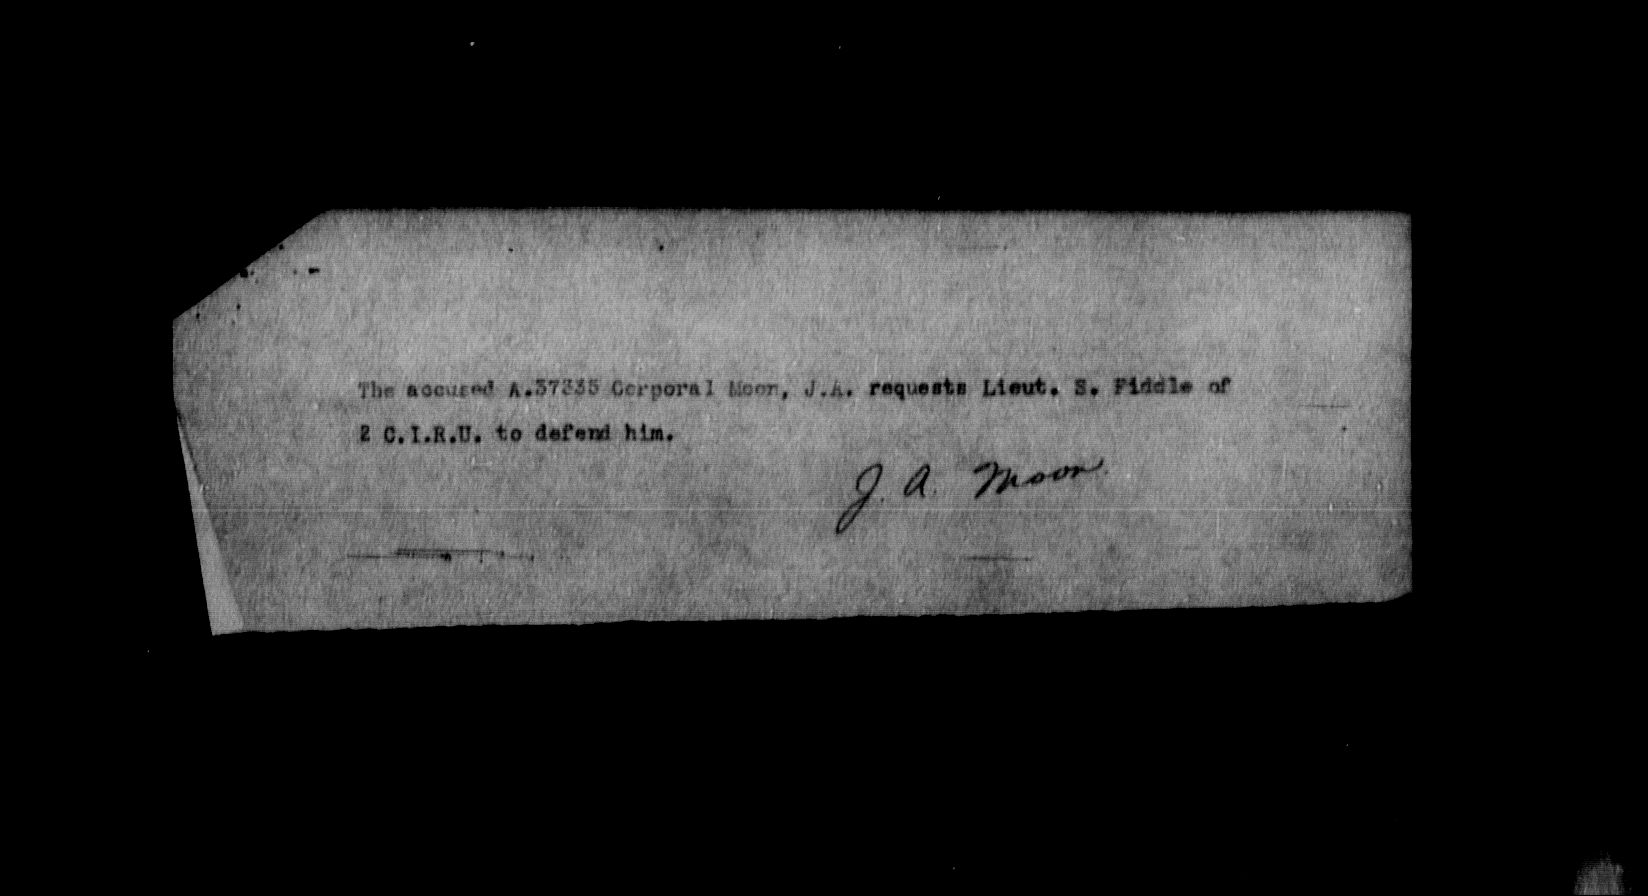 The accused A.37335 Corporal Moon, J.A. requests Lieut. S. Fiddle of
2 C.I.R.U. to defend him.
J. A. Moon